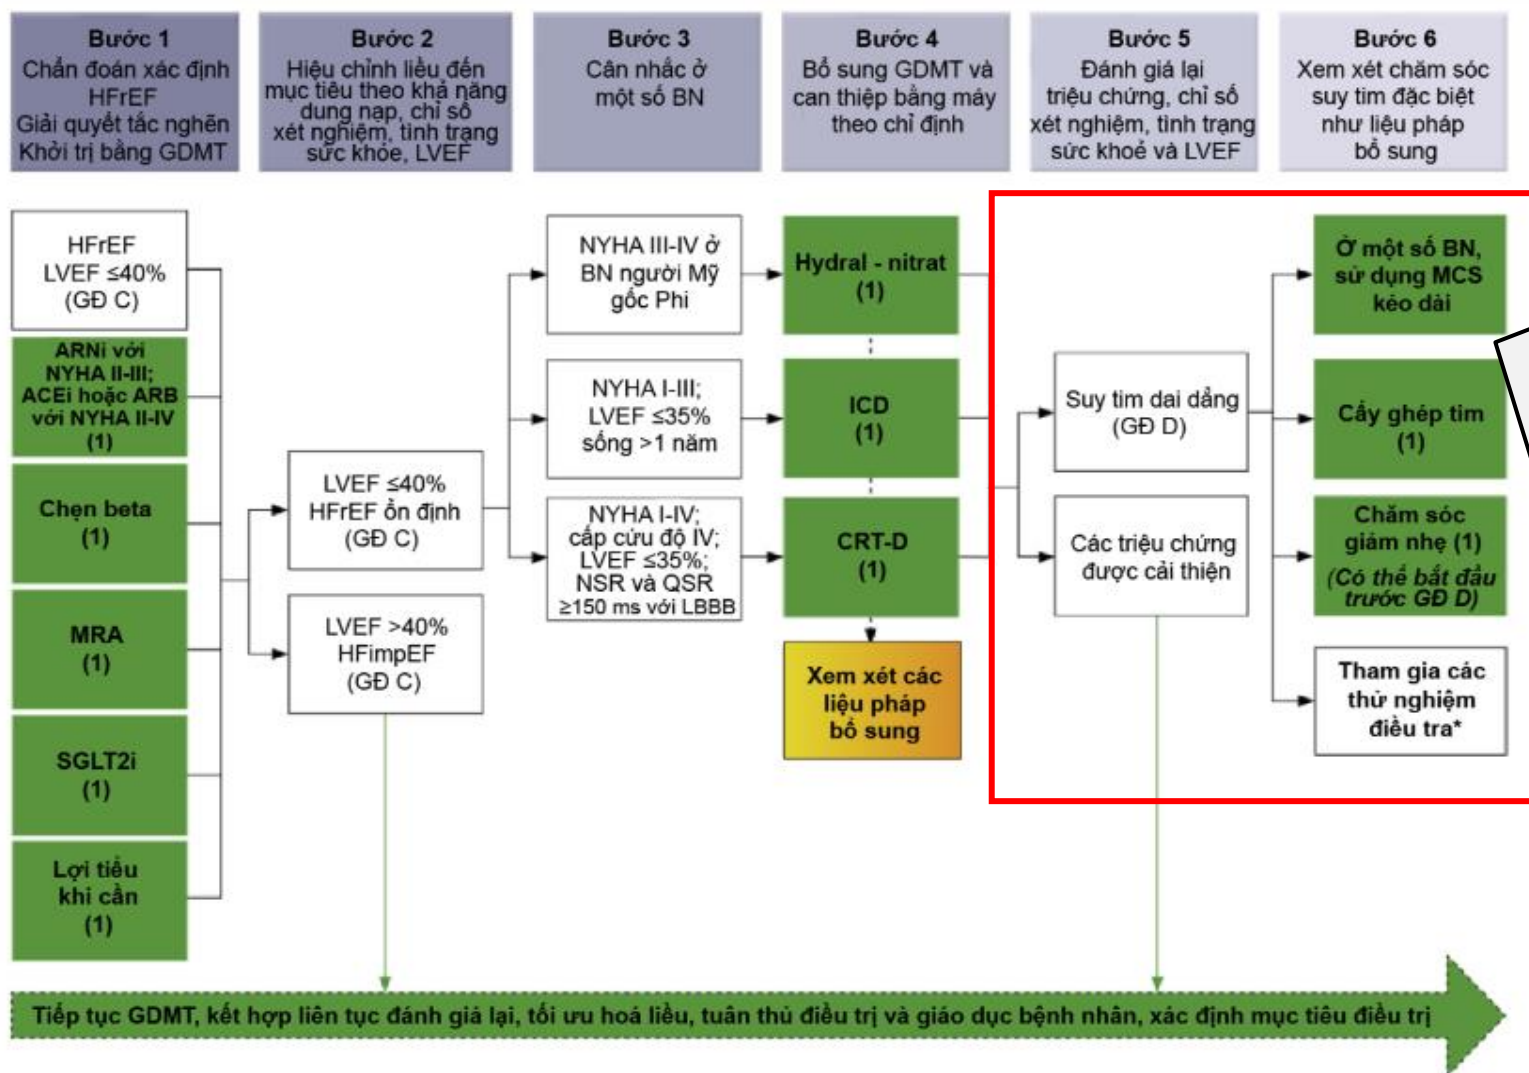 Bước 1
Chẩn đoán xác định
HFrEF
Giải quyết tắc nghẽn
Khởi trị bằng GDMT
Bước 2
Hiệu chỉnh liều đến
mục tiêu theo khả năng
dung nạp, chỉ số
xét nghiệm, tình trạng
sức khỏe, LVEF
Bước 3
Cân nhắc ở
một số BN
Bước 4
Bổ sung GDMT và
can thiệp bằng máy
theo chỉ định
Bước 5
Đánh giá lại
triệu chứng, chỉ số
xét nghiệm, tình trạng
sức khoẻ và LVEF
Bước 6
Xem xét chăm sóc
suy tim đặc biệt
như liệu pháp
bổ sung
HFrEF
LVEF ≤40%
(GĐ C)
ARNi với
NYHA II-III;
ACEi hoặc ARB
với NYHA II-IV
(1)
Chẹn beta
(1)
MRA
(1)
SGLT2i
(1)
Lợi tiểu
khi cần
(1)
LVEF ≤40%
HFrEF ổn định
(GĐ C)
LVEF >40%
HFimpEF
(GĐ C)
NYHA III-IV ở
BN người Mỹ
gốc Phi
NYHA I-III;
LVEF ≤35%
sống >1 năm
NYHA I-IV;
cấp cứu độ IV;
LVEF ≤35%;
NSR và QSR
≥150 ms với LBBB
Hydral - nitrat
(1)
ICD
(1)
CRT-D
(1)
Xem xét các
liệu pháp
bổ sung
Suy tim dai dẳng
(GĐ D)
Các triệu chứng
được cải thiện
Ở một số BN,
sử dụng MCS
kéo dài
Cấy ghép tim
(1)
Chăm sóc
giảm nhẹ (1)
(Có thể bắt đầu
trước GĐ D)
Tham gia các
thử nghiệm
điều tra*
Tiếp tục GDMT, kết hợp liên tục đánh giá lại, tối ưu hoá liều, tuân thủ điều trị và giáo dục bệnh nhân, xác định mục tiêu điều trị